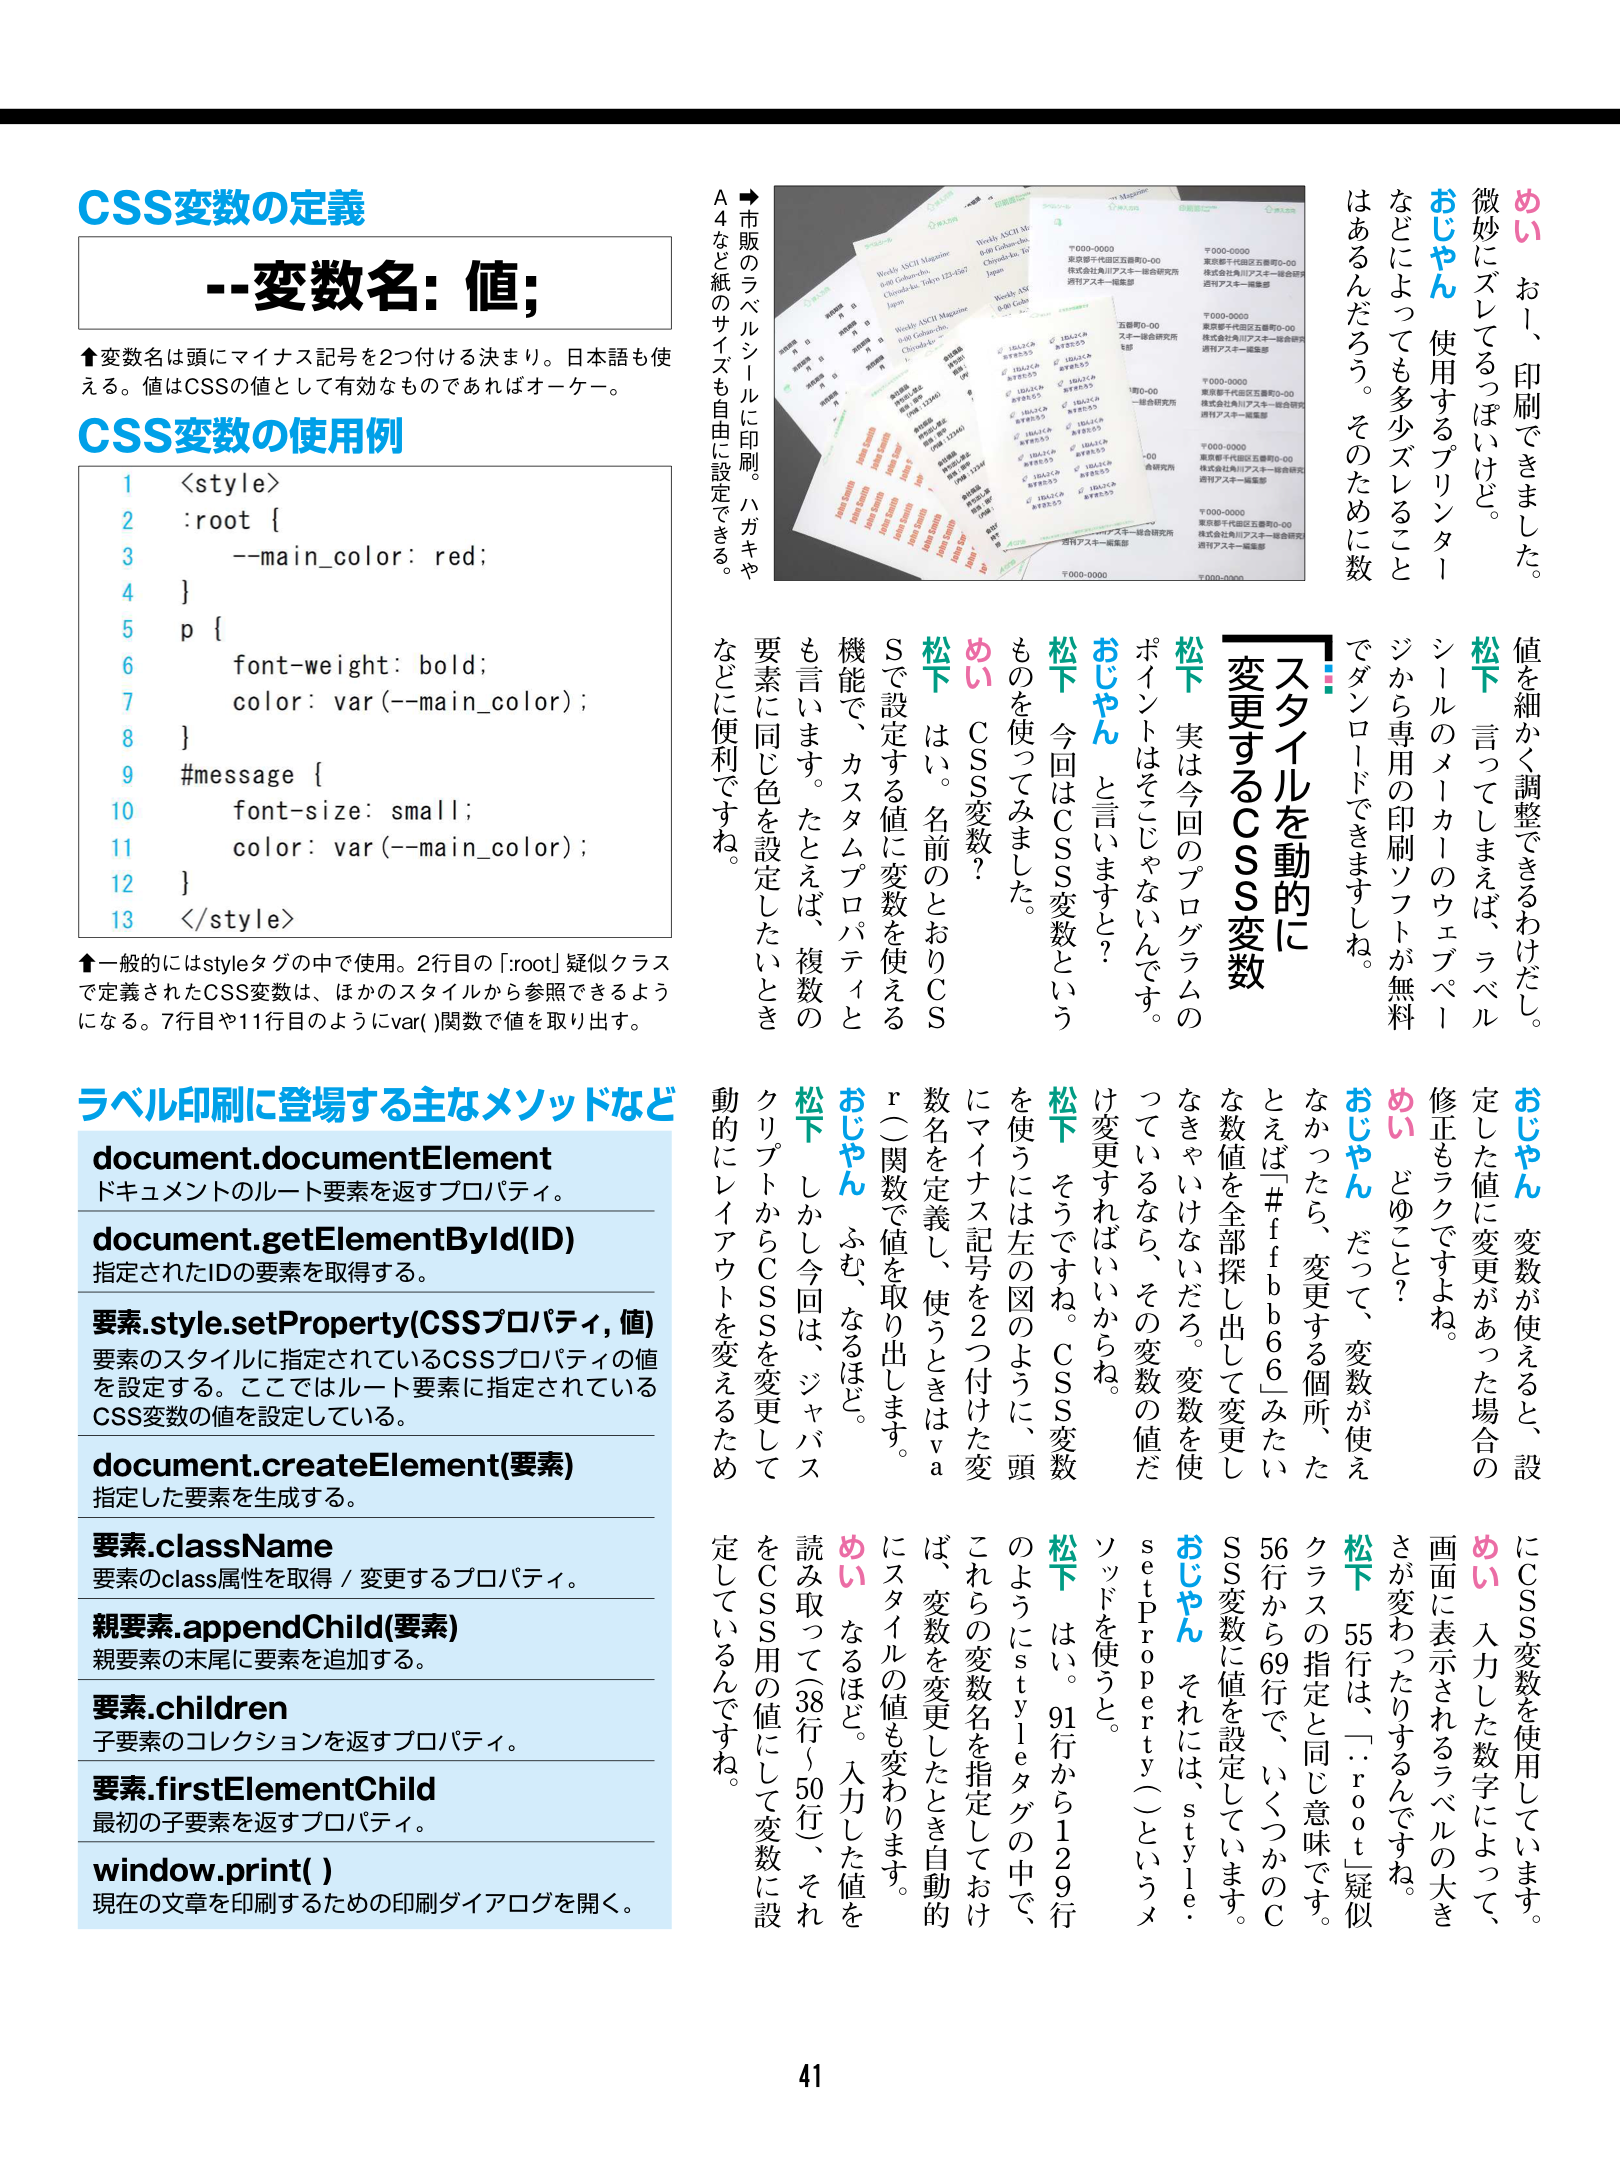 めい　おー、印刷できました。
微妙にズレてるっぽいけど。
おじやん　使用するプリンター
などによっても多少ズレること
はあるんだろう。そのために数
➡市販のラベルシールに印刷。ハガキや
A4など紙のサイズも自由に設定できる。
値を細かく調整できるわけだし。
松下　言ってしまえば、ラベル
シールのメーカーのウェブペー
ジから専用の印刷ソフトが無料
でダンロードできますしね。
スタイルを動的に
変更するCSS変数
松下　実は今回のプログラムの
ポイントはそこじゃないんです。
おじやん　と言いますと？
松下　今回はCSS変数という
ものを使ってみました。
めい　CSS変数？
松下　はい。名前のとおりCS
Sで設定する値に変数を使える
機能で、カスタムプロパティと
も言います。たとえば、複数の
要素に同じ色を設定したいとき
などに便利ですね。
おじやん　変数が使えると、設
定した値に変更があった場合の
修正もラクですよね。
めい　どゆこと？
おじやん　だって、変数が使え
なかったら、変更する個所、た
とえば「#ffbb66」みたい
な数値を全部探し出して変更し
なきゃいけないだろ。変数を使
っているなら、その変数の値だ
け変更すればいいからね。
松下　そうですね。CSS変数
を使うには左の図のように、頭
にマイナス記号を2つ付けた変
数名を定義し、使うときはva
r()関数で値を取り出します。
おじやん　ふむ、なるほど。
松下　しかし今回は、ジャバス
クリプトからCSSを変更して
動的にレイアウトを変えるため
にCSS変数を使用しています。
めい　入力した数字によって、
画面に表示されるラベルの大き
さが変わったりするんですね。
松下　55行は、「:root」疑似
クラスの指定と同じ意味です。
56行から69行で、いくつかのC
SS変数に値を設定しています。
おじやん　それには、style.
setProperty()というメ
ソッドを使うと。
松下　はい。91行から129行
のようにstyleタグの中で、
これらの変数名を指定しておけ
ば、変数を変更したとき自動的
にスタイルの値も変わります。
めい　なるほど。入力した値を
読み取って(38行～50行)、それ
をCSS用の値にして変数に設
定しているんですね。
CSS変数の定義
--変数名: 値;
⬆変数名は頭にマイナス記号を2つ付ける決まり。日本語も使
える。値はCSSの値として有効なものであればオーケー。
CSS変数の使用例
1 <style>
2 :root {
3 --main_color: red;
4 }
5 p {
6 font-weight: bold;
7 color: var(--main_color);
8 }
9 #message {
10 font-size: small;
11 color: var(--main_color);
12 }
13 </style>
⬆一般的にはstyleタグの中で使用。2行目の「:root」疑似クラス
で定義されたCSS変数は、ほかのスタイルから参照できるよう
になる。7行目や11行目のようにvar( )関数で値を取り出す。
ラベル印刷に登場する主なメソッドなど
document.documentElement
ドキュメントのルート要素を返すプロパティ。
document.getElementById(ID)
指定されたIDの要素を取得する。
要素.style.setProperty(CSSプロパティ, 値)
要素のスタイルに指定されているCSSプロパティの値
を設定する。ここではルート要素に指定されている
CSS変数の値を設定している。
document.createElement(要素)
指定した要素を生成する。
要素.className
要素のclass属性を取得 / 変更するプロパティ。
親要素.appendChild(要素)
親要素の末尾に要素を追加する。
要素.children
子要素のコレクションを返すプロパティ。
要素.firstElementChild
最初の子要素を返すプロパティ。
window.print( )
現在の文章を印刷するための印刷ダイアログを開く。
41